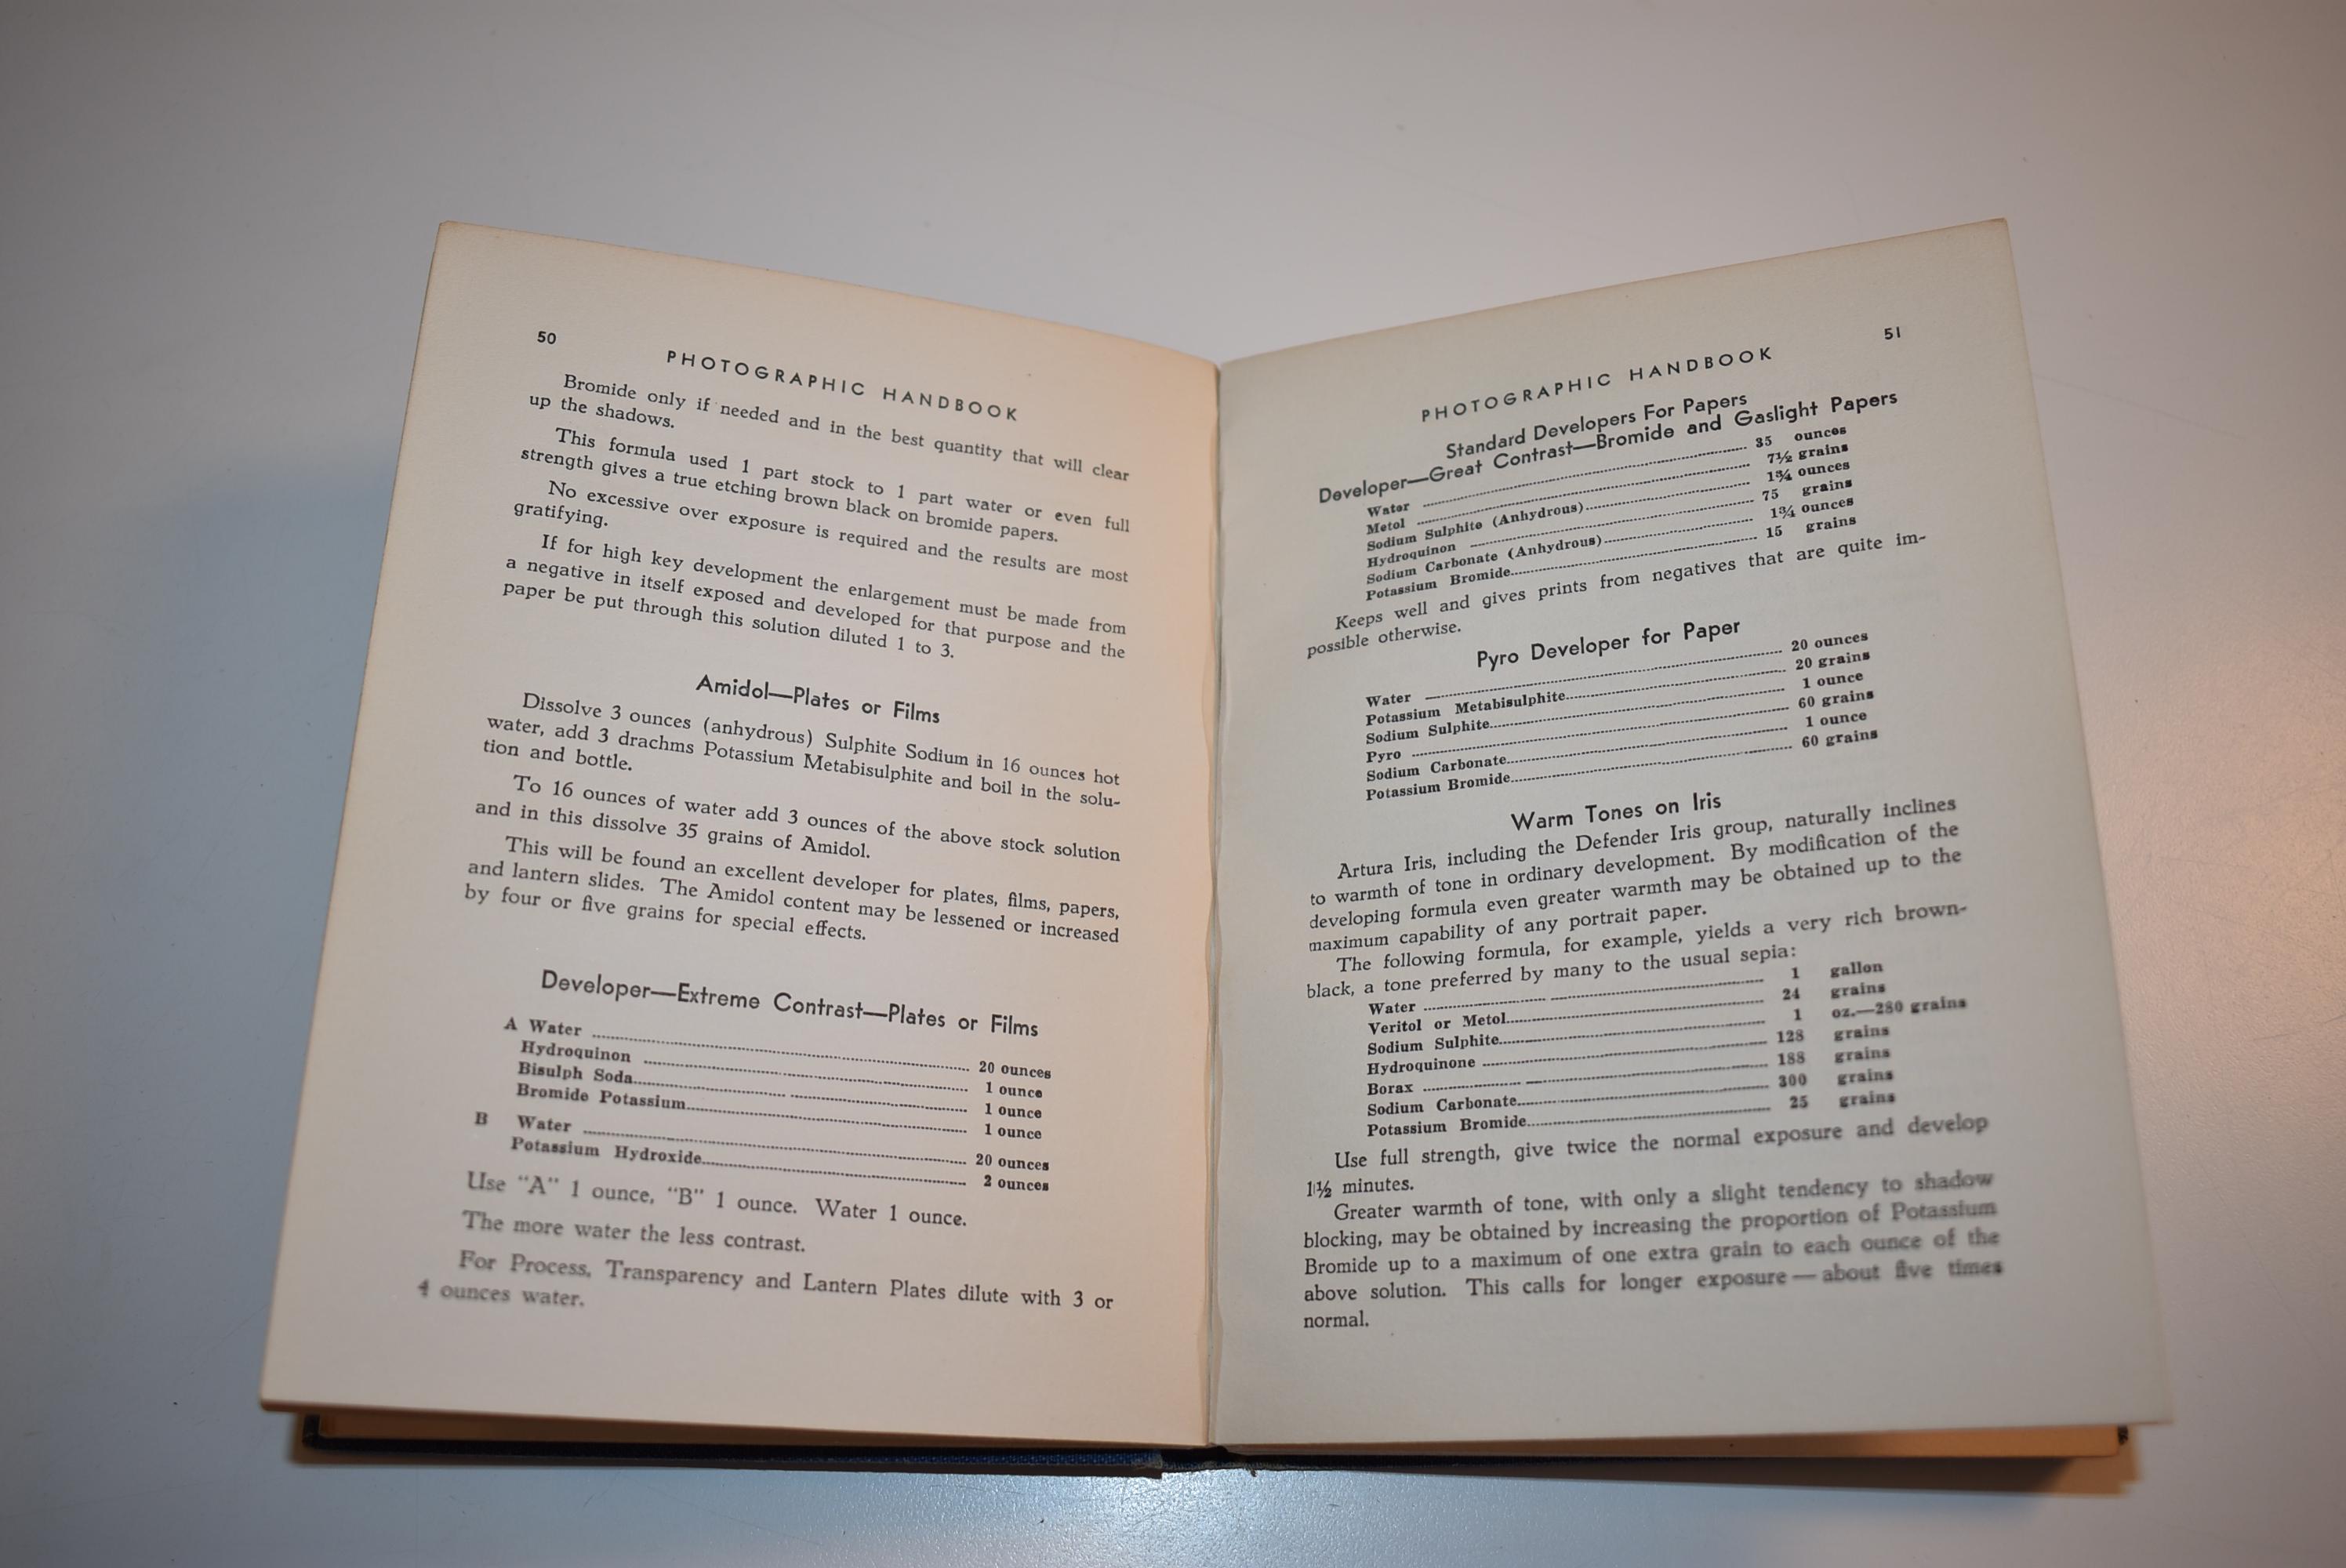 50
PHOTOGRAPHIC HANDBOOK
Bromide only if needed and in the best quantity that will clear
up the shadows.
This formula used 1 part stock to 1 part water or even full
strength gives a true etching brown black on bromide papers.
No excessive over exposure is required and the results are most
gratifying.
If for high key development the enlargement must be made from
a negative in itself exposed and developed for that purpose and the
paper be put through this solution diluted 1 to 3.
Amidol—Plates or Films
Dissolve 3 ounces (anhydrous) Sulphite Sodium in 16 ounces hot
water, add 3 drachms Potassium Metabisulphite and boil in the solu-
tion and bottle.
To 16 ounces of water add 3 ounces of the above stock solution
and in this dissolve 35 grains of Amidol.
This will be found an excellent developer for plates, films, papers,
and lantern slides. The Amidol content may be lessened or increased
by four or five grains for special effects.
Developer—Extreme Contrast—Plates or Films
A Water 20 ounces
Hydroquinon 1 ounce
Bisulph Soda 1 ounce
Bromide Potassium 1 ounce
B Water 20 ounces
Potassium Hydroxide 2 ounces
Use "A" 1 ounce, "B" 1 ounce. Water 1 ounce.
The more water the less contrast.
For Process, Transparency and Lantern Plates dilute with 3 or
4 ounces water.
51
PHOTOGRAPHIC HANDBOOK
Standard Developers For Papers
Developer—Great Contrast—Bromide and Gaslight Papers
Water 35 ounces
Metol 7½ grains
Sodium Sulphite (Anhydrous) 1¾ ounces
Hydroquinon 75 grains
Sodium Carbonate (Anhydrous) 1¾ ounces
Potassium Bromide 15 grains
Keeps well and gives prints from negatives that are quite im-
possible otherwise.
Pyro Developer for Paper
Water 20 ounces
Potassium Metabisulphite 20 grains
Sodium Sulphite 1 ounce
Pyro 60 grains
Sodium Carbonate 1 ounce
Potassium Bromide 60 grains
Warm Tones on Iris
Artura Iris, including the Defender Iris group, naturally inclines
to warmth of tone in ordinary development. By modification of the
developing formula even greater warmth may be obtained up to the
maximum capability of any portrait paper.
The following formula, for example, yields a very rich brown-
black, a tone preferred by many to the usual sepia:
Water 1 gallon
Veritol or Metol 24 grains
Sodium Sulphite 1 oz.—280 grains
Hydroquinone 128 grains
Borax 188 grains
Sodium Carbonate 300 grains
Potassium Bromide 25 grains
Use full strength, give twice the normal exposure and develop
1½ minutes.
Greater warmth of tone, with only a slight tendency to shadow
blocking, may be obtained by increasing the proportion of Potassium
Bromide up to a maximum of one extra grain to each ounce of the
above solution. This calls for longer exposure — about five times
normal.